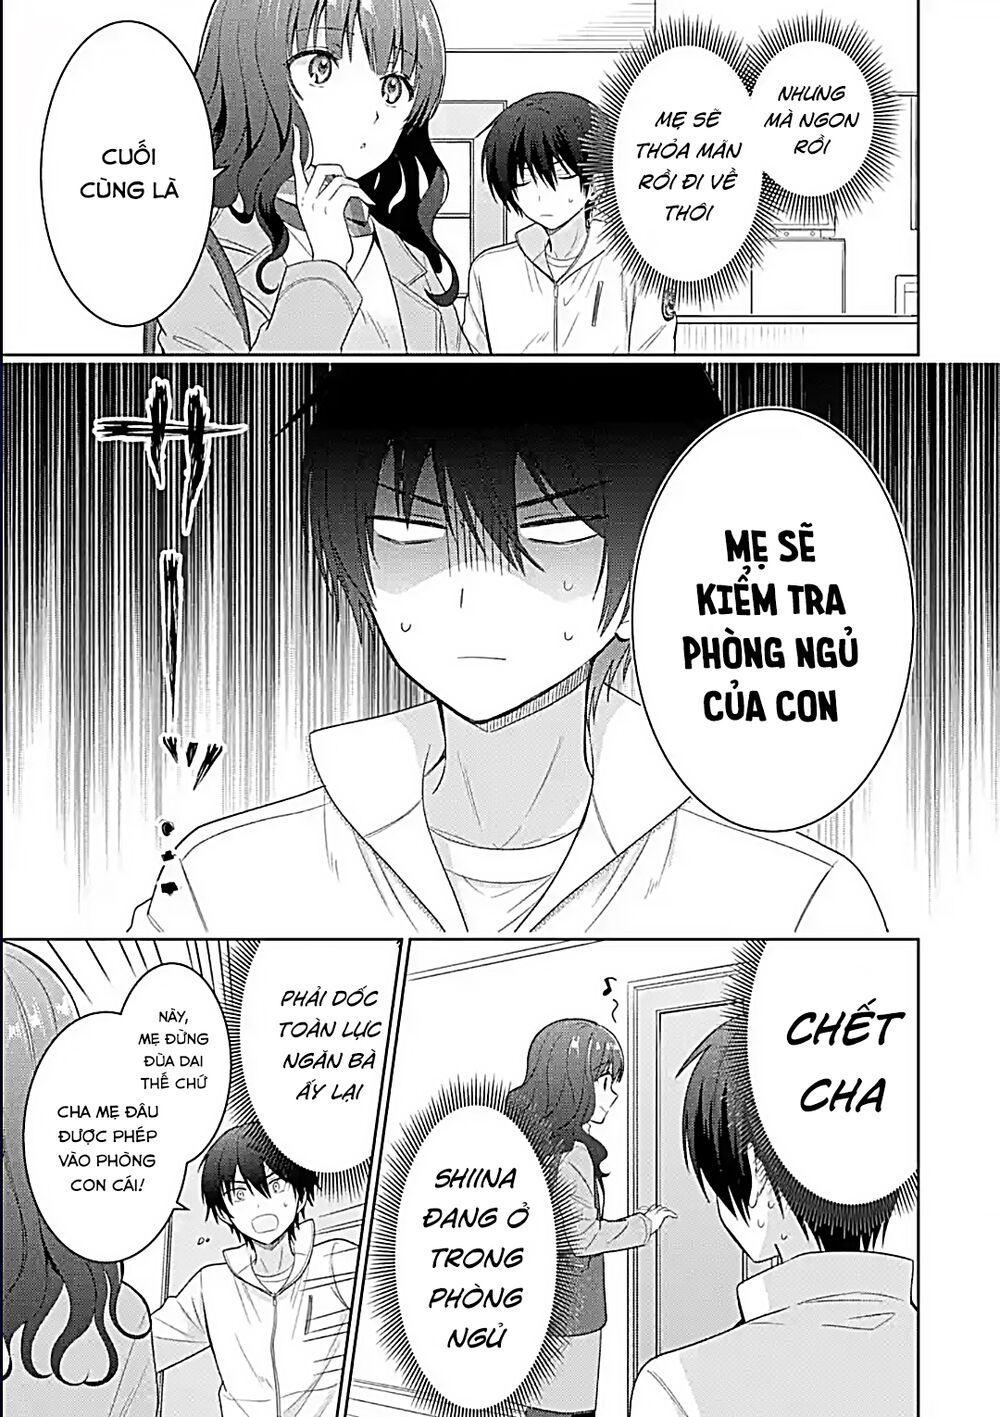 NHƯNG
MÀ NGON
RỒI
MẸ SẼ
THỎA MÃN
RỒI ĐI VỀ
THÔI
CUỐI
CÙNG LÀ
MẸ SẼ
KIỂM TRA
PHÒNG NGỦ
CỦA CON
CHẾT
CHA
SHIINA
ĐANG Ở
TRONG
PHÒNG
NGỦ
PHẢI DỐC
TOÀN LỰC
NGĂN BÀ
ẤY LẠI
NÀY,
MẸ ĐỪNG
ĐÙA DAI
THẾ CHỨ
CHA MẸ ĐÂU
ĐƯỢC PHÉP
VÀO PHÒNG
CON CÁI!